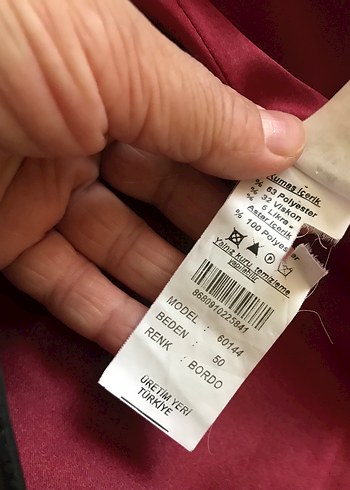 Kumaş İçerik
% 63 Polyester
% 32 Viskon
% 5 Likra
Astar İçerik
% 100 Polyester
Yalnız kuru temizleme
yapılabilir.
8680910225841
MODEL : 60144
BEDEN : 50
RENK : BORDO
ÜRETİM YERİ
TÜRKİYE